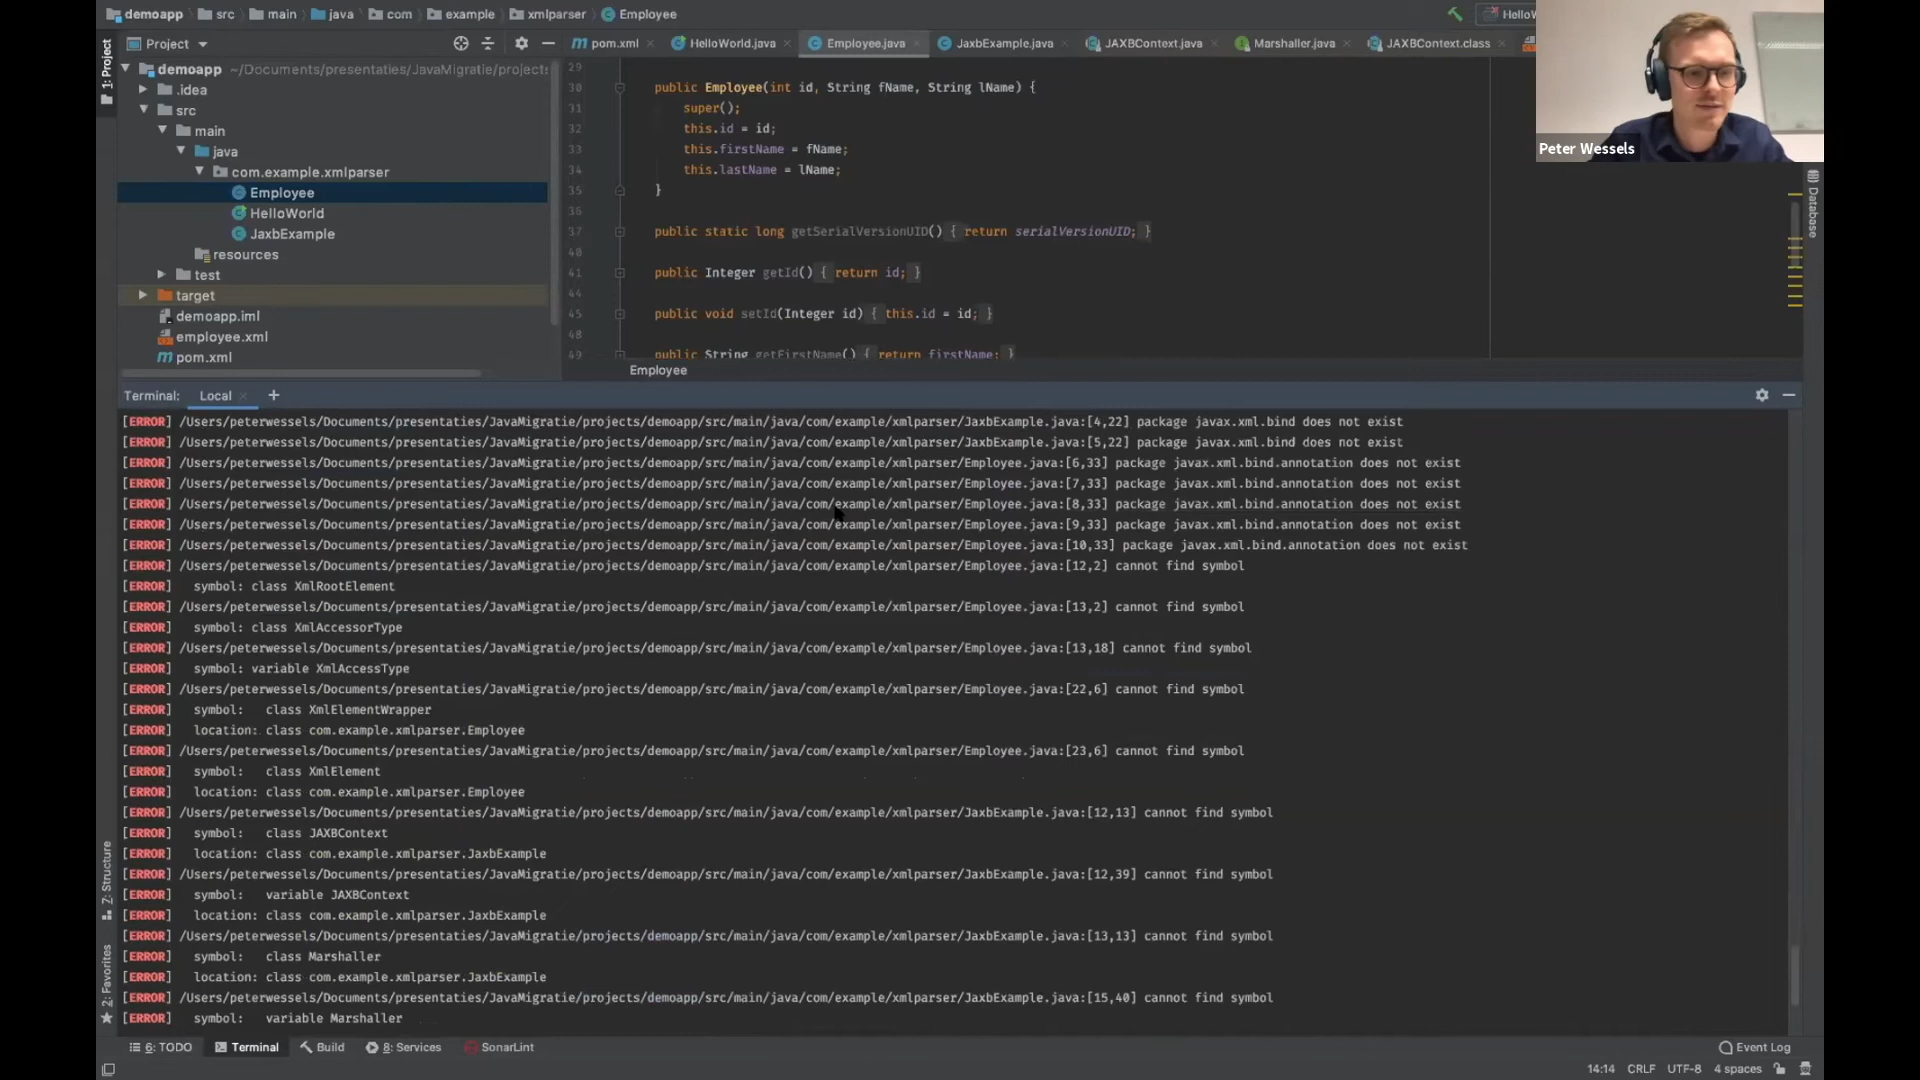 demoapp src main java com example xmlparser Employee
HelloW
Project
pom.xml HelloWorld.java Employee.java JaxbExample.java JAXBContext.java Marshaller.java JAXBContext.class
1: Project
demoapp ~/Documents/presentaties/JavaMigratie/project
.idea
src
main
java
com.example.xmlparser
Employee
HelloWorld
JaxbExample
resources
test
target
demoapp.iml
employee.xml
pom.xml
29
30 public Employee(int id, String fName, String lName) {
31 super();
32 this.id = id;
33 this.firstName = fName;
34 this.lastName = lName;
35 }
36
37 public static long getSerialVersionUID() { return serialVersionUID; }
40
41 public Integer getId() { return id; }
44
45 public void setId(Integer id) { this.id = id; }
48
49 public String getFirstName() { return firstName; }
Employee
Peter Wessels
Database
Terminal: Local +
[ERROR] /Users/peterwessels/Documents/presentaties/JavaMigratie/projects/demoapp/src/main/java/com/example/xmlparser/JaxbExample.java:[4,22] package javax.xml.bind does not exist
[ERROR] /Users/peterwessels/Documents/presentaties/JavaMigratie/projects/demoapp/src/main/java/com/example/xmlparser/JaxbExample.java:[5,22] package javax.xml.bind does not exist
[ERROR] /Users/peterwessels/Documents/presentaties/JavaMigratie/projects/demoapp/src/main/java/com/example/xmlparser/Employee.java:[6,33] package javax.xml.bind.annotation does not exist
[ERROR] /Users/peterwessels/Documents/presentaties/JavaMigratie/projects/demoapp/src/main/java/com/example/xmlparser/Employee.java:[7,33] package javax.xml.bind.annotation does not exist
[ERROR] /Users/peterwessels/Documents/presentaties/JavaMigratie/projects/demoapp/src/main/java/com/example/xmlparser/Employee.java:[8,33] package javax.xml.bind.annotation does not exist
[ERROR] /Users/peterwessels/Documents/presentaties/JavaMigratie/projects/demoapp/src/main/java/com/example/xmlparser/Employee.java:[9,33] package javax.xml.bind.annotation does not exist
[ERROR] /Users/peterwessels/Documents/presentaties/JavaMigratie/projects/demoapp/src/main/java/com/example/xmlparser/Employee.java:[10,33] package javax.xml.bind.annotation does not exist
[ERROR] /Users/peterwessels/Documents/presentaties/JavaMigratie/projects/demoapp/src/main/java/com/example/xmlparser/Employee.java:[12,2] cannot find symbol
[ERROR] symbol: class XmlRootElement
[ERROR] /Users/peterwessels/Documents/presentaties/JavaMigratie/projects/demoapp/src/main/java/com/example/xmlparser/Employee.java:[13,2] cannot find symbol
[ERROR] symbol: class XmlAccessorType
[ERROR] /Users/peterwessels/Documents/presentaties/JavaMigratie/projects/demoapp/src/main/java/com/example/xmlparser/Employee.java:[13,18] cannot find symbol
[ERROR] symbol: variable XmlAccessType
[ERROR] /Users/peterwessels/Documents/presentaties/JavaMigratie/projects/demoapp/src/main/java/com/example/xmlparser/Employee.java:[22,6] cannot find symbol
[ERROR] symbol: class XmlElementWrapper
[ERROR] location: class com.example.xmlparser.Employee
[ERROR] /Users/peterwessels/Documents/presentaties/JavaMigratie/projects/demoapp/src/main/java/com/example/xmlparser/Employee.java:[23,6] cannot find symbol
[ERROR] symbol: class XmlElement
[ERROR] location: class com.example.xmlparser.Employee
[ERROR] /Users/peterwessels/Documents/presentaties/JavaMigratie/projects/demoapp/src/main/java/com/example/xmlparser/JaxbExample.java:[12,13] cannot find symbol
[ERROR] symbol: class JAXBContext
[ERROR] location: class com.example.xmlparser.JaxbExample
[ERROR] /Users/peterwessels/Documents/presentaties/JavaMigratie/projects/demoapp/src/main/java/com/example/xmlparser/JaxbExample.java:[12,39] cannot find symbol
[ERROR] symbol: variable JAXBContext
[ERROR] location: class com.example.xmlparser.JaxbExample
[ERROR] /Users/peterwessels/Documents/presentaties/JavaMigratie/projects/demoapp/src/main/java/com/example/xmlparser/JaxbExample.java:[13,13] cannot find symbol
[ERROR] symbol: class Marshaller
[ERROR] location: class com.example.xmlparser.JaxbExample
[ERROR] /Users/peterwessels/Documents/presentaties/JavaMigratie/projects/demoapp/src/main/java/com/example/xmlparser/JaxbExample.java:[15,40] cannot find symbol
[ERROR] symbol: variable Marshaller
Z: Structure
2: Favorites
6: TODO Terminal Build 8: Services SonarLint Event Log
14:14 CRLF UTF-8 4 spaces